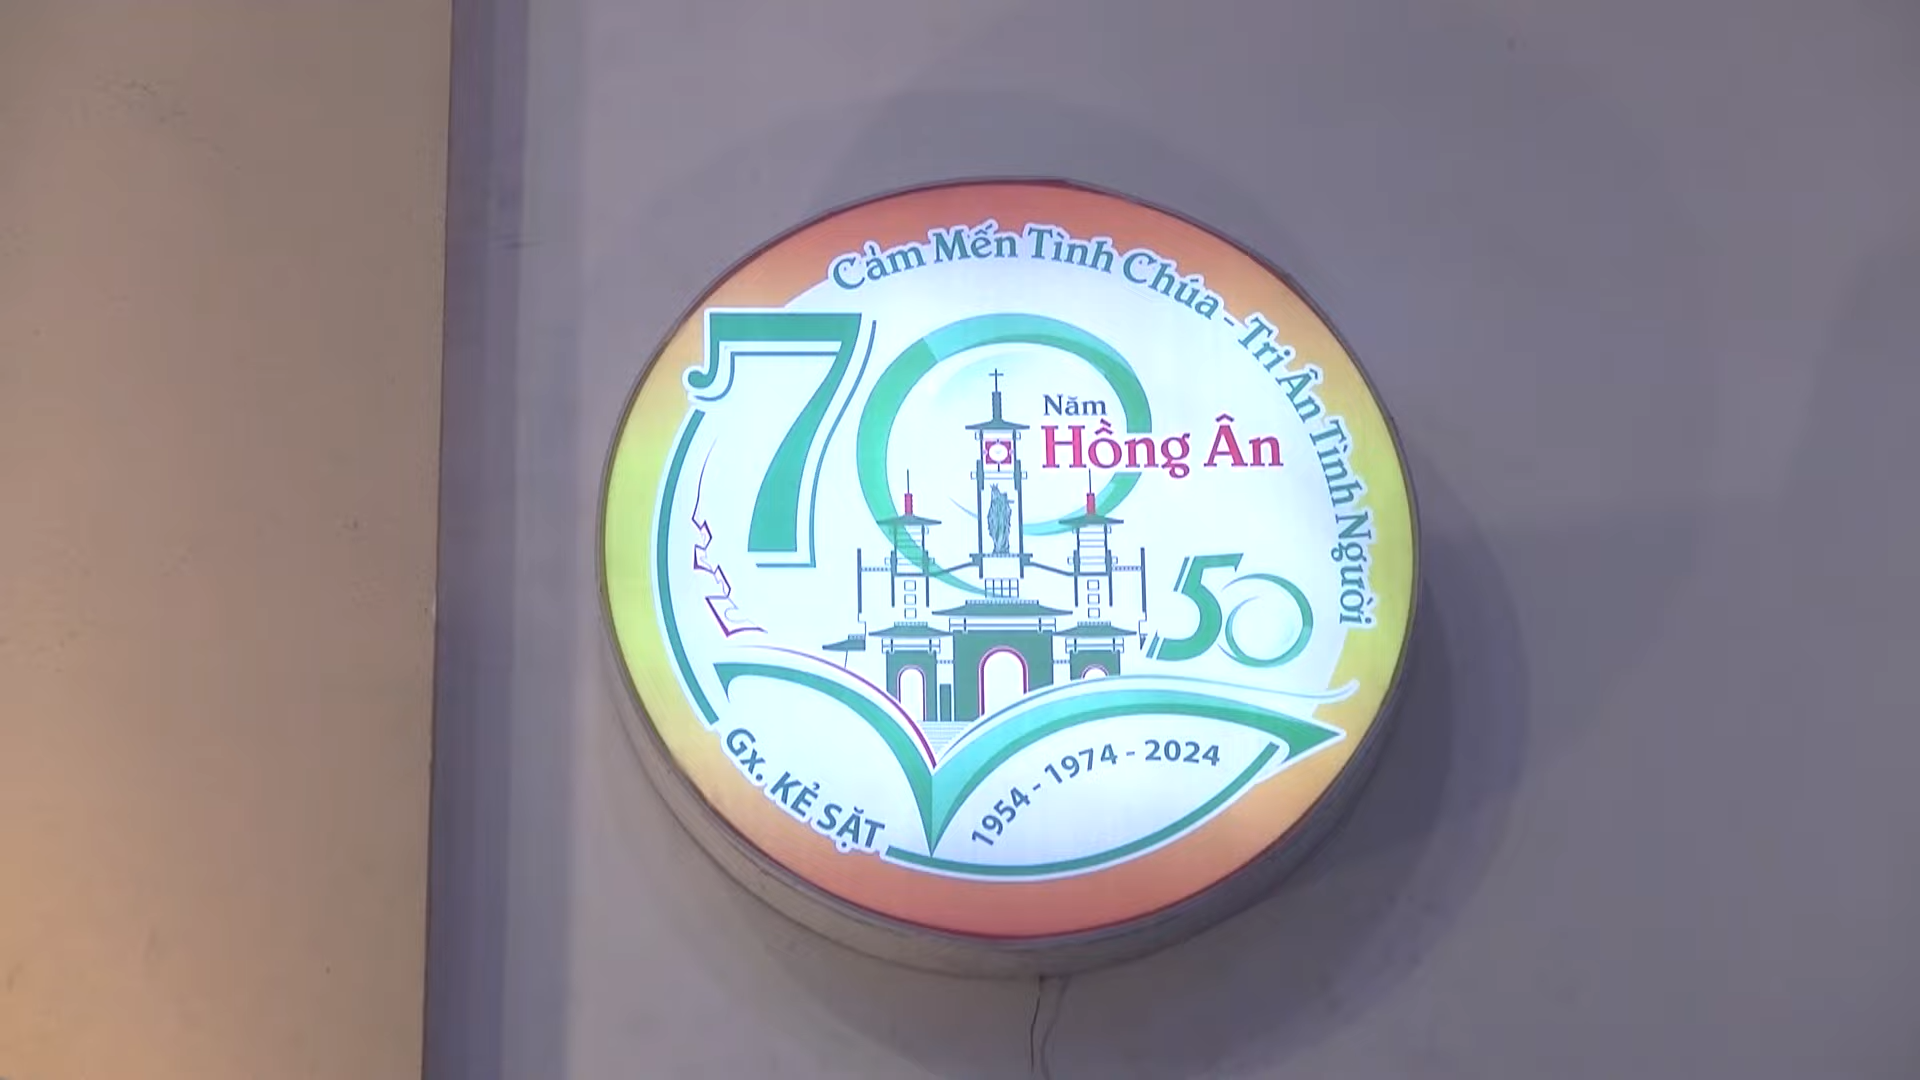 Cảm Mến Tình Chúa - Tri Ân Tình Người
70
Năm
Hồng Ân
50
Gx. KẺ SẶT
1954 - 1974 - 2024